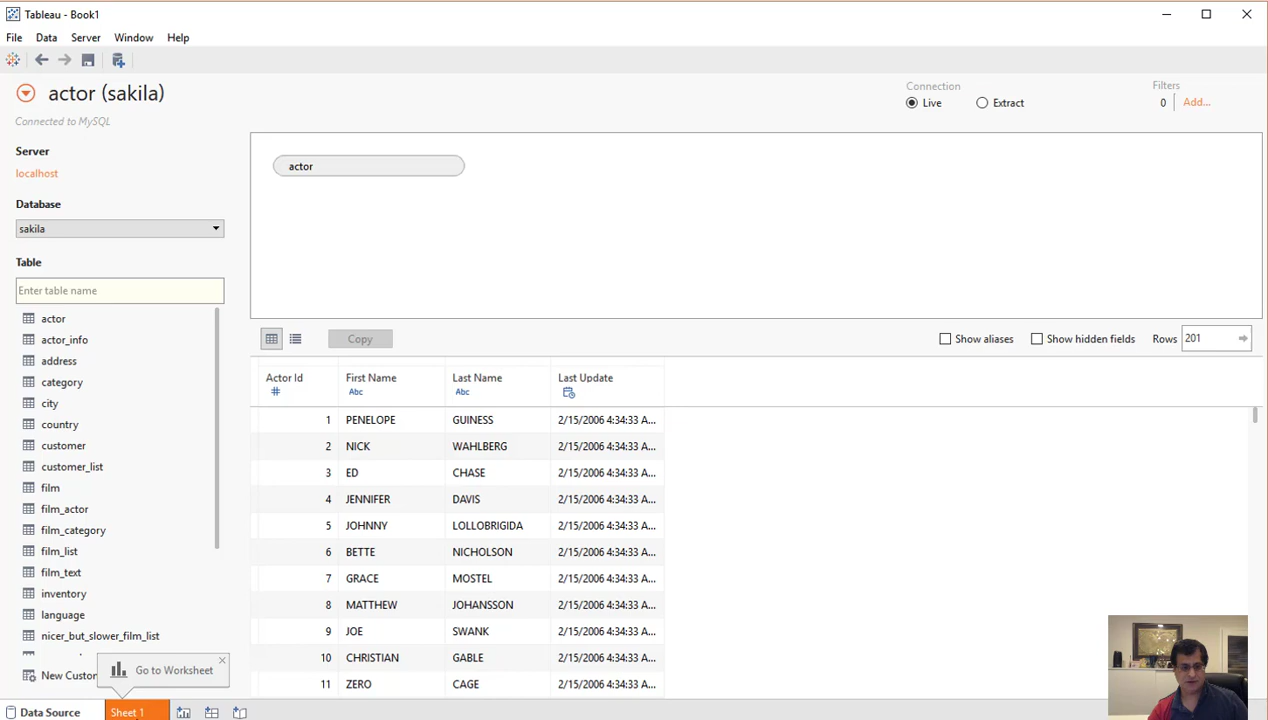 Tableau - Book1
File Data Server Window Help
actor (sakila)
Connected to MySQL
Connection
Live Extract
Filters
0 Add...
Server
localhost
Database
sakila
Table
Enter table name
actor
actor_info
address
category
city
country
customer
customer_list
film
film_actor
film_category
film_list
film_text
inventory
language
nicer_but_slower_film_list
New Custom
Go to Worksheet
actor
Copy
Show aliases Show hidden fields Rows 201
Actor Id First Name Last Name Last Update
# Abc Abc
1 PENELOPE GUINESS 2/15/2006 4:34:33 A...
2 NICK WAHLBERG 2/15/2006 4:34:33 A...
3 ED CHASE 2/15/2006 4:34:33 A...
4 JENNIFER DAVIS 2/15/2006 4:34:33 A...
5 JOHNNY LOLLOBRIGIDA 2/15/2006 4:34:33 A...
6 BETTE NICHOLSON 2/15/2006 4:34:33 A...
7 GRACE MOSTEL 2/15/2006 4:34:33 A...
8 MATTHEW JOHANSSON 2/15/2006 4:34:33 A...
9 JOE SWANK 2/15/2006 4:34:33 A...
10 CHRISTIAN GABLE 2/15/2006 4:34:33 A...
11 ZERO CAGE 2/15/2006 4:34:33 A...
Data Source Sheet 1